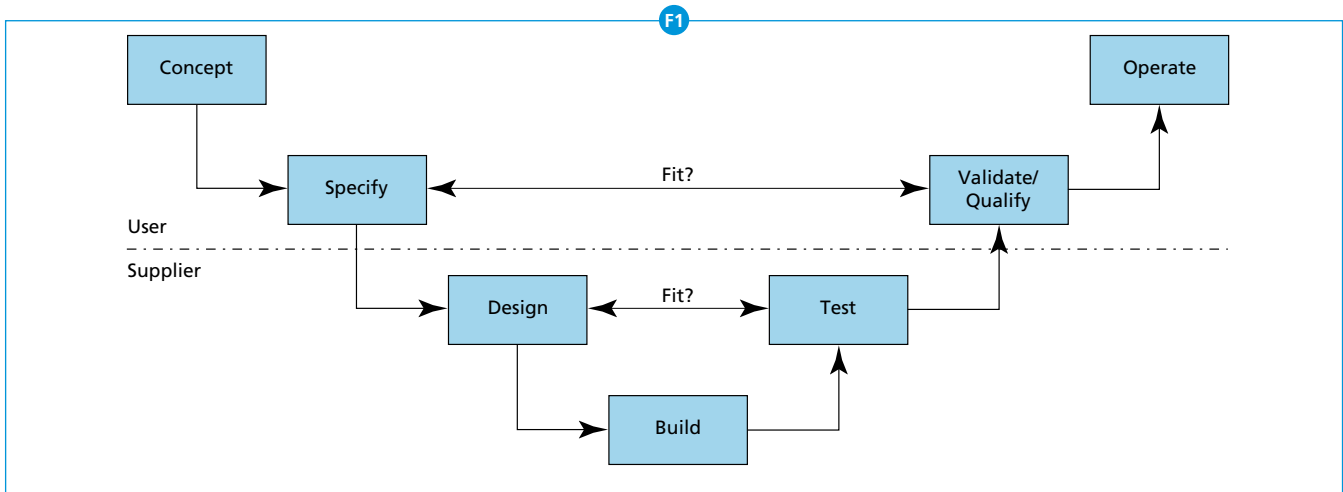 F1
Concept
Operate
Specify
Fit?
Validate/
Qualify
User
Supplier
Design
Fit?
Test
Build